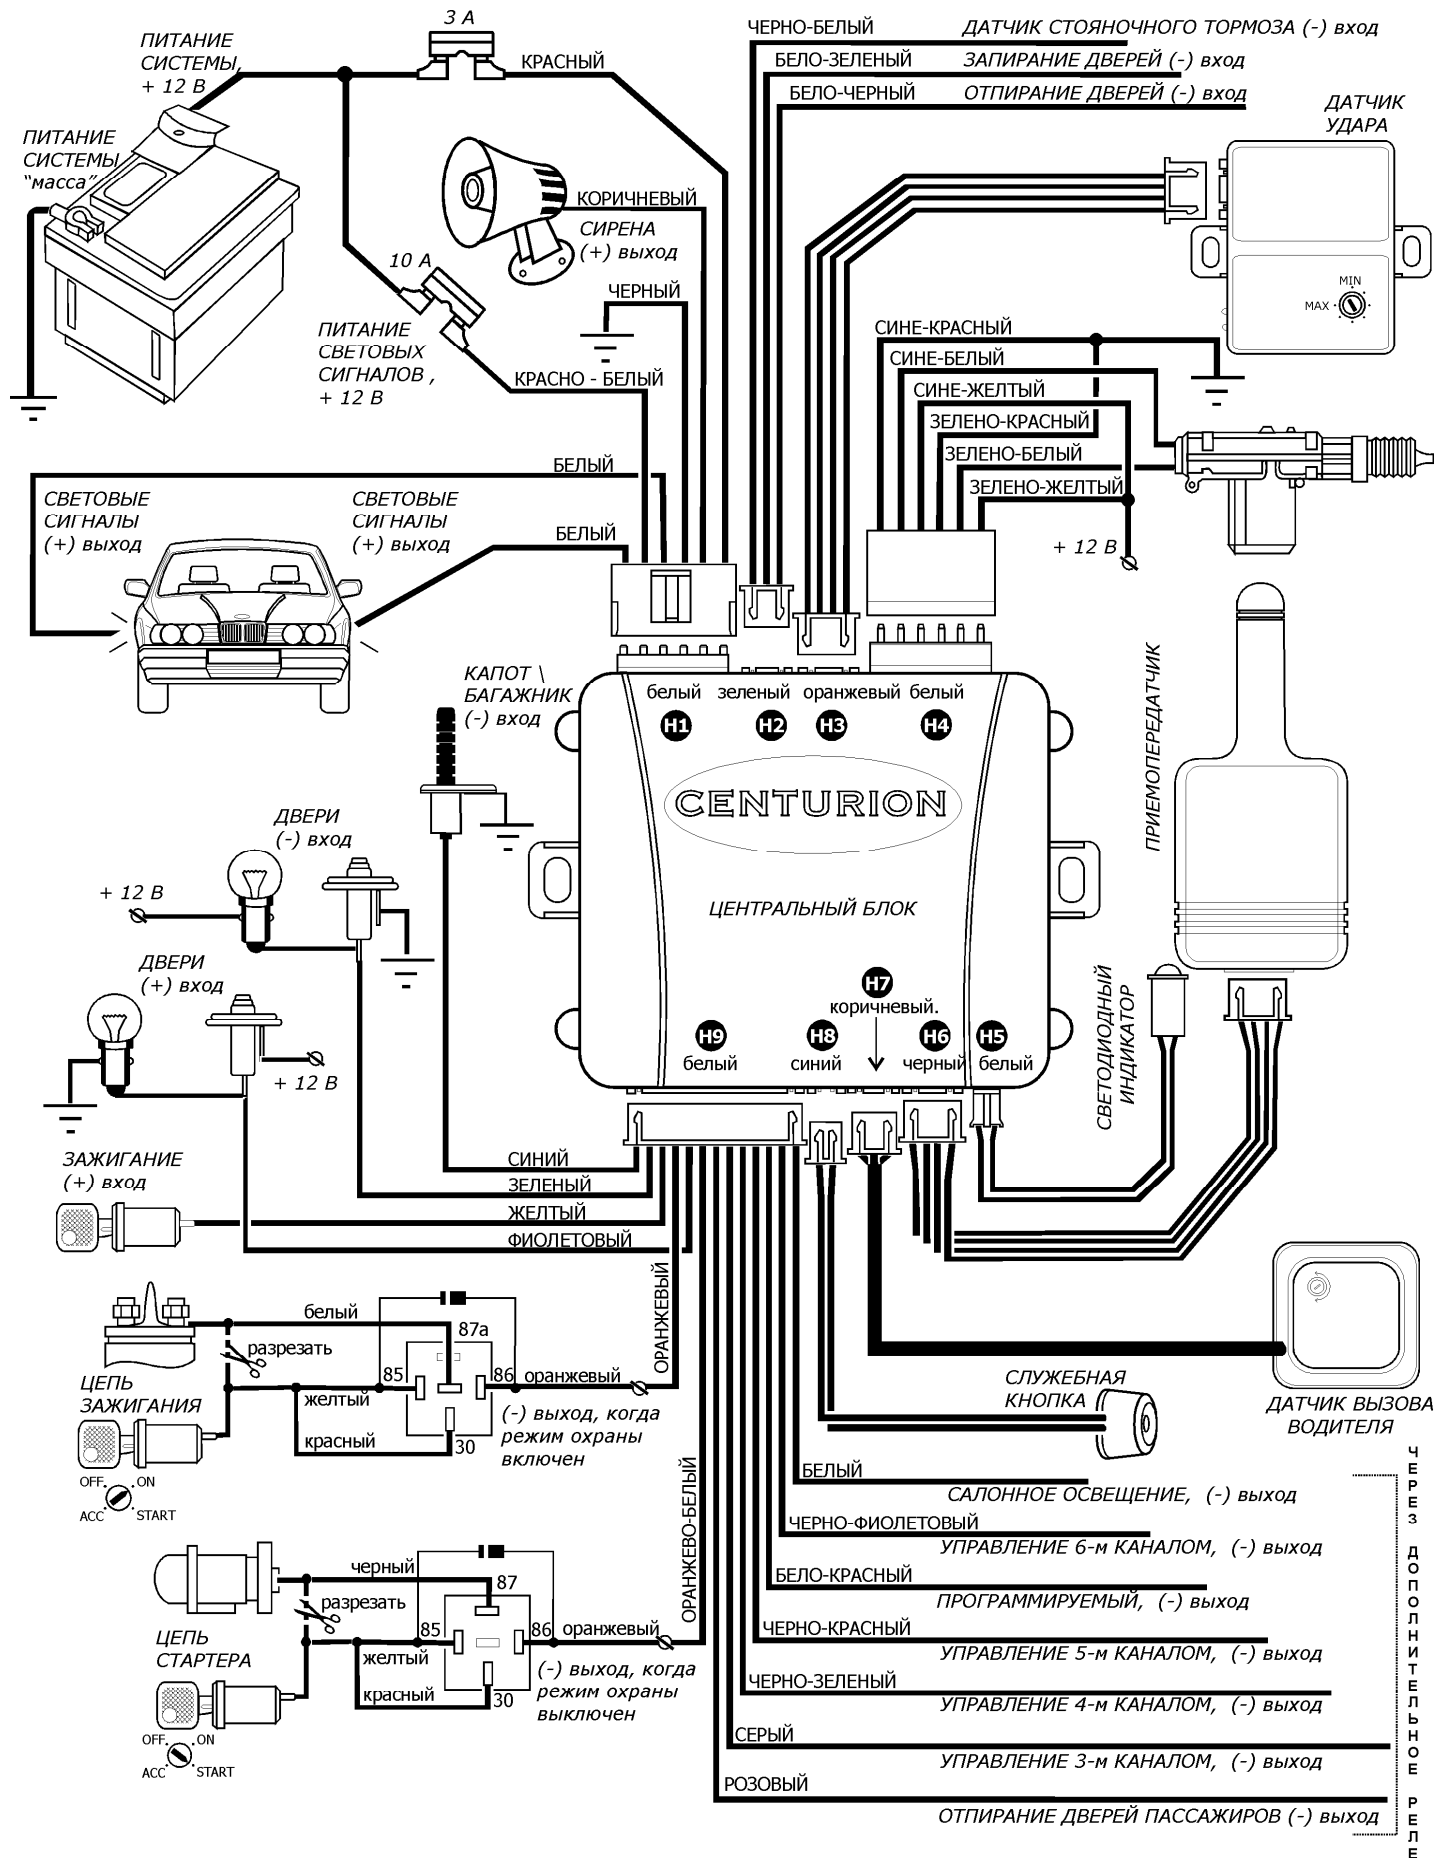 3 А
ПИТАНИЕ
СИСТЕМЫ,
+ 12 В
КРАСНЫЙ
ЧЕРНО-БЕЛЫЙ
ДАТЧИК СТОЯНОЧНОГО ТОРМОЗА (-) вход
БЕЛО-ЗЕЛЕНЫЙ
ЗАПИРАНИЕ ДВЕРЕЙ (-) вход
БЕЛО-ЧЕРНЫЙ
ОТПИРАНИЕ ДВЕРЕЙ (-) вход
ДАТЧИК
УДАРА
ПИТАНИЕ
СИСТЕМЫ
“масса”
КОРИЧНЕВЫЙ
СИРЕНА
(+) выход
10 А
ЧЕРНЫЙ
ПИТАНИЕ
СВЕТОВЫХ
СИГНАЛОВ ,
+ 12 В
КРАСНО - БЕЛЫЙ
MIN
MAX
СИНЕ-КРАСНЫЙ
СИНЕ-БЕЛЫЙ
СИНЕ-ЖЕЛТЫЙ
ЗЕЛЕНО-КРАСНЫЙ
ЗЕЛЕНО-БЕЛЫЙ
ЗЕЛЕНО-ЖЕЛТЫЙ
+ 12 В
БЕЛЫЙ
СВЕТОВЫЕ
СИГНАЛЫ
(+) выход
СВЕТОВЫЕ
СИГНАЛЫ
(+) выход
БЕЛЫЙ
КАПОТ \
БАГАЖНИК
(-) вход
белый
зеленый
оранжевый
белый
H1
H2
H3
H4
CENTURION
ЦЕНТРАЛЬНЫЙ БЛОК
ПРИЕМОПЕРЕДАТЧИК
ДВЕРИ
(-) вход
+ 12 В
ДВЕРИ
(+) вход
+ 12 В
H7
коричневый.
H9
H8
H6
H5
белый
синий
черный
белый
СВЕТОДИОДНЫЙ
ИНДИКАТОР
СИНИЙ
ЗЕЛЕНЫЙ
ЖЕЛТЫЙ
ФИОЛЕТОВЫЙ
ЗАЖИГАНИЕ
(+) вход
ОРАНЖЕВЫЙ
белый
87а
разрезать
85
86
оранжевый
желтый
красный
30
ЦЕПЬ
ЗАЖИГАНИЯ
(-) выход, когда
режим охраны
включен
OFF
ON
ACC
START
СЛУЖЕБНАЯ
КНОПКА
ДАТЧИК ВЫЗОВА
ВОДИТЕЛЯ
ОРАНЖЕВО-БЕЛЫЙ
черный
87
разрезать
85
86
оранжевый
желтый
красный
30
ЦЕПЬ
СТАРТЕРА
(-) выход, когда
режим охраны
выключен
OFF
ON
ACC
START
БЕЛЫЙ
САЛОННОЕ ОСВЕЩЕНИЕ, (-) выход
ЧЕРНО-ФИОЛЕТОВЫЙ
УПРАВЛЕНИЕ 6-м КАНАЛОМ, (-) выход
БЕЛО-КРАСНЫЙ
ПРОГРАММИРУЕМЫЙ, (-) выход
ЧЕРНО-КРАСНЫЙ
УПРАВЛЕНИЕ 5-м КАНАЛОМ, (-) выход
ЧЕРНО-ЗЕЛЕНЫЙ
УПРАВЛЕНИЕ 4-м КАНАЛОМ, (-) выход
СЕРЫЙ
УПРАВЛЕНИЕ 3-м КАНАЛОМ, (-) выход
РОЗОВЫЙ
ОТПИРАНИЕ ДВЕРЕЙ ПАССАЖИРОВ (-) выход
ЧЕРЕЗ ДОПОЛНИТЕЛЬНОЕ РЕЛЕ